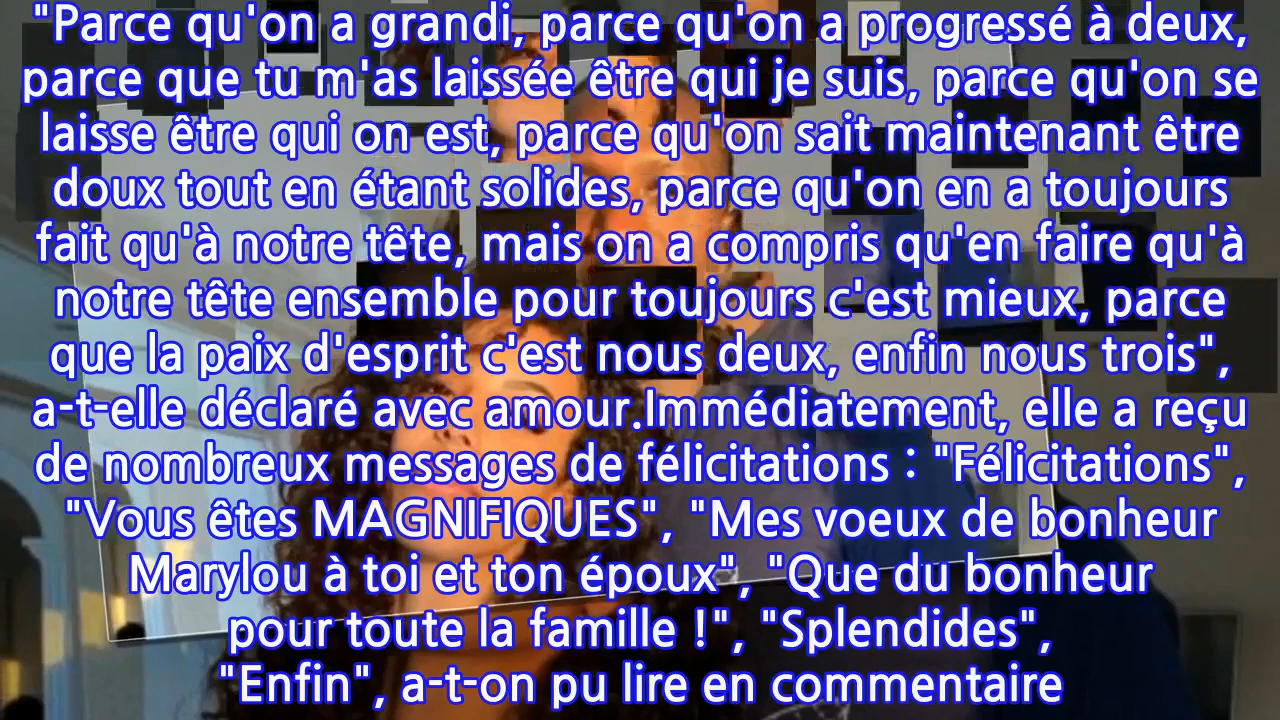 "Parce qu'on a grandi, parce qu'on a progressé à deux,
parce que tu m'as laissée être qui je suis, parce qu'on se
laisse être qui on est, parce qu'on sait maintenant être
doux tout en étant solides, parce qu'on en a toujours
fait qu'à notre tête, mais on a compris qu'en faire qu'à
notre tête ensemble pour toujours c'est mieux, parce
que la paix d'esprit c'est nous deux, enfin nous trois",
a-t-elle déclaré avec amour.Immédiatement, elle a reçu
de nombreux messages de félicitations : "Félicitations",
"Vous êtes MAGNIFIQUES", "Mes voeux de bonheur
Marylou à toi et ton époux", "Que du bonheur
pour toute la famille !", "Splendides",
"Enfin", a-t-on pu lire en commentaire